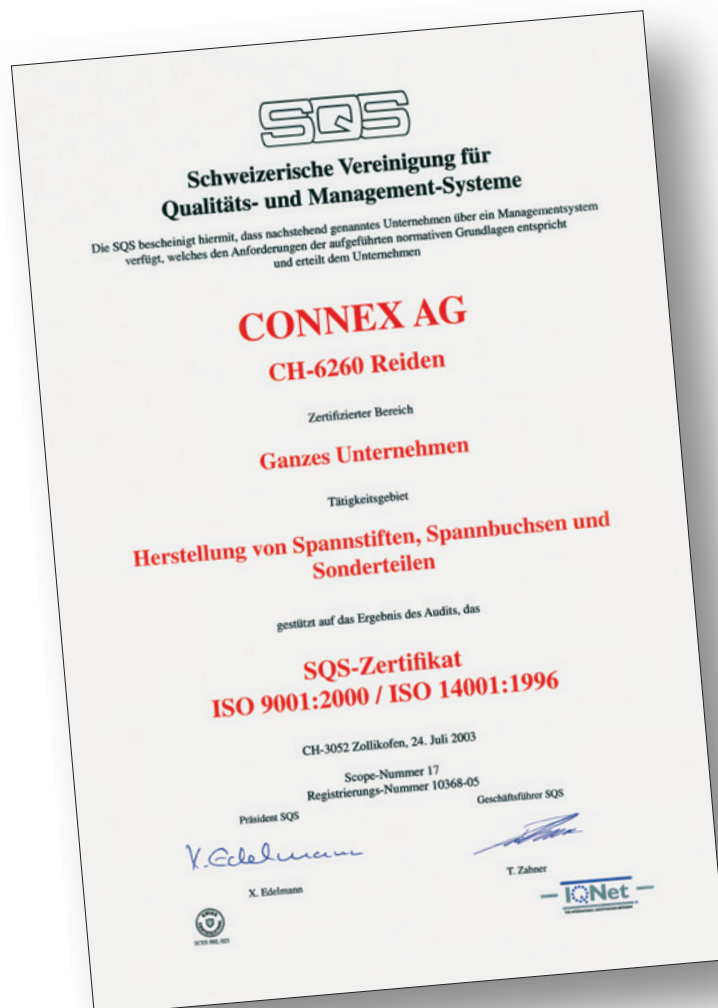 SQS
Schweizerische Vereinigung für
Qualitäts- und Management-Systeme
Die SQS bescheinigt hiermit, dass nachstehend genanntes Unternehmen über ein Managementsystem
verfügt, welches den Anforderungen der aufgeführten normativen Grundlagen entspricht
und erteilt dem Unternehmen
CONNEX AG
CH-6260 Reiden
Zertifizierter Bereich
Ganzes Unternehmen
Tätigkeitsgebiet
Herstellung von Spannstiften, Spannbuchsen und
Sonderteilen
gestützt auf das Ergebnis des Audits, das
SQS-Zertifikat
ISO 9001:2000 / ISO 14001:1996
CH-3052 Zollikofen, 24. Juli 2003
Scope-Nummer 17
Registrierungs-Nummer 10368-05
Präsident SQS
Geschäftsführer SQS
X. Edelmann
X. Edelmann
T. Zahner
IQNet